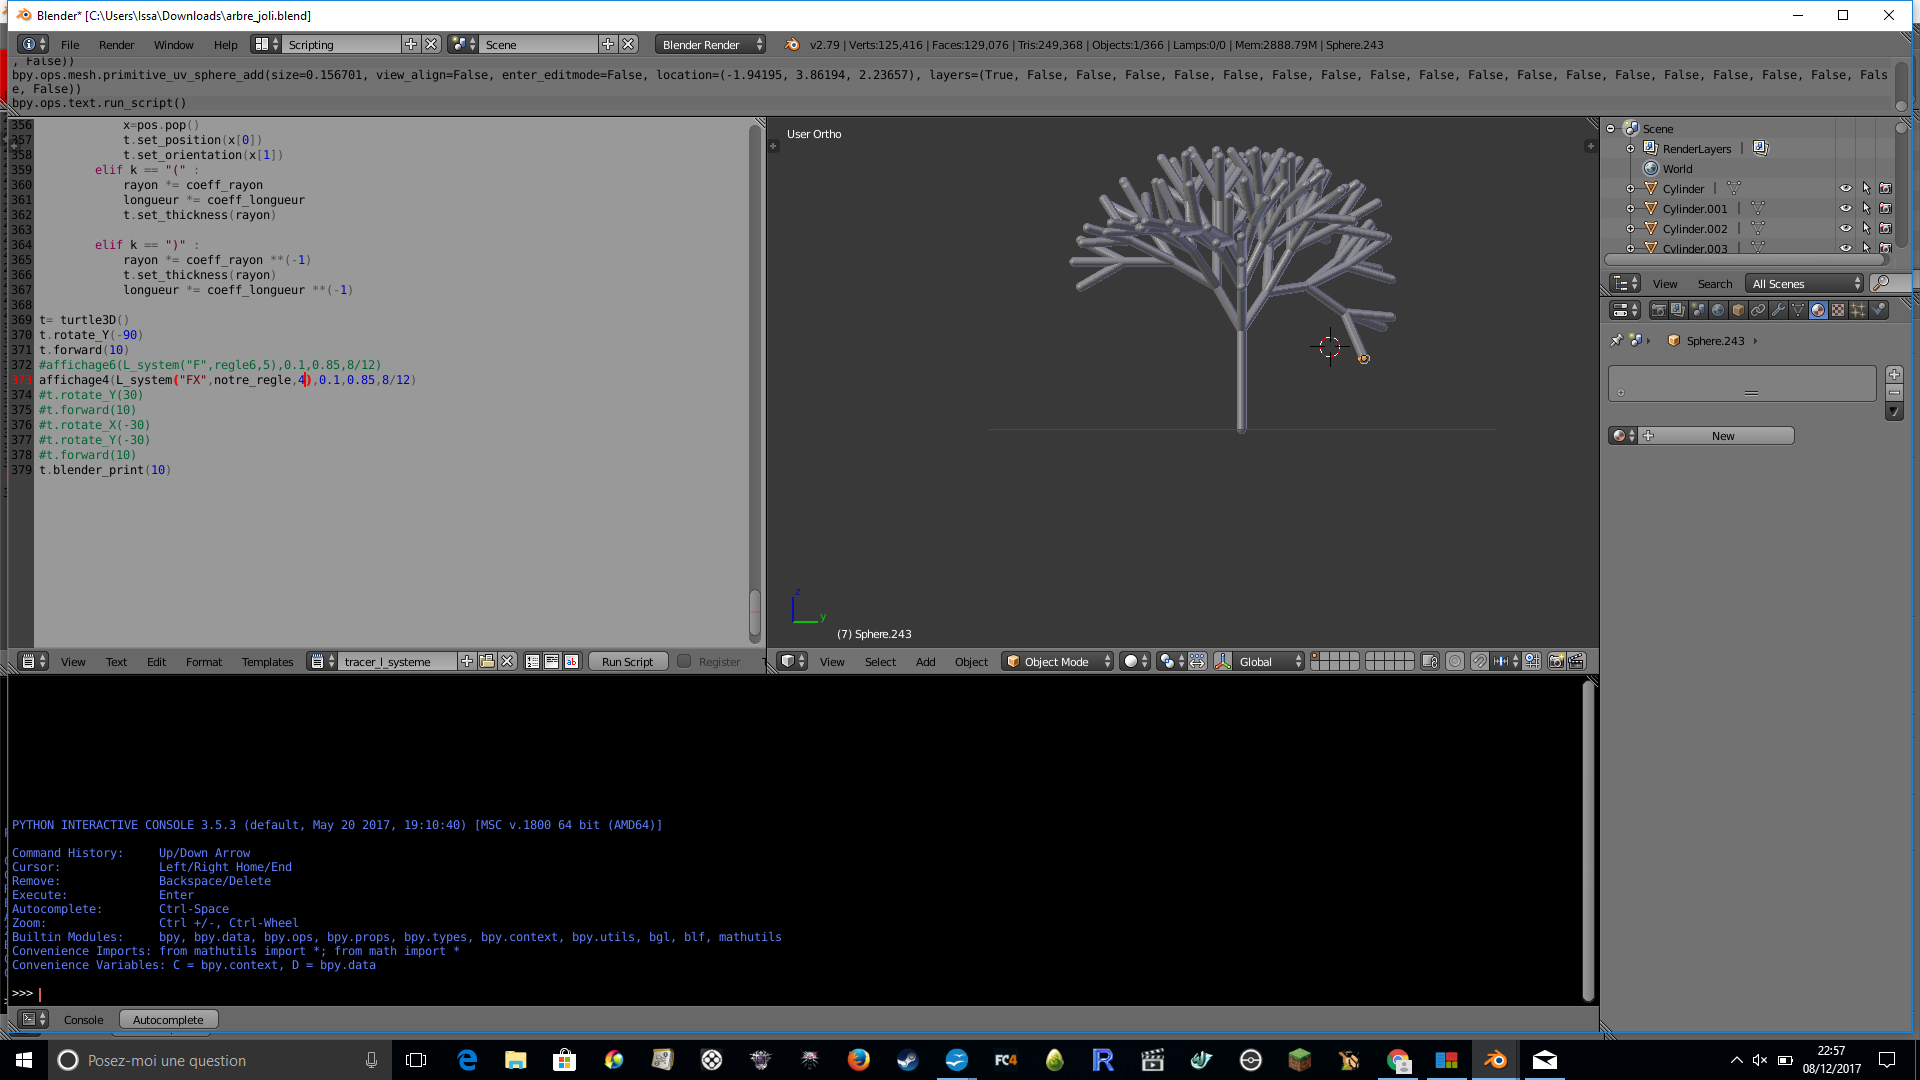 Blender* [C:\Users\Issa\Downloads\arbre_joli.blend]
File Render Window Help Scripting Scene Blender Render v2.79 | Verts:125,416 | Faces:129,076 | Tris:249,368 | Objects:1/366 | Lamps:0/0 | Mem:2888.79M | Sphere.243
, False))
bpy.ops.mesh.primitive_uv_sphere_add(size=0.156701, view_align=False, enter_editmode=False, location=(-1.94195, 3.86194, 2.23657), layers=(True, False, False, False, False, False, False, False, False, False, False, False, False, False, False, False, False, False, Fals
e, False))
bpy.ops.text.run_script()
356 x=pos.pop()
357 t.set_position(x[0])
358 t.set_orientation(x[1])
359 elif k == "(" :
360 rayon *= coeff_rayon
361 longueur *= coeff_longueur
362 t.set_thickness(rayon)
363
364 elif k == ")" :
365 rayon *= coeff_rayon **(-1)
366 t.set_thickness(rayon)
367 longueur *= coeff_longueur **(-1)
368
369 t= turtle3D()
370 t.rotate_Y(-90)
371 t.forward(10)
372 #affichage6(L_system("F",regle6,5),0.1,0.85,8/12)
373 affichage4(L_system("FX",notre_regle,4),0.1,0.85,8/12)
374 #t.rotate_Y(30)
375 #t.forward(10)
376 #t.rotate_X(-30)
377 #t.rotate_Y(-30)
378 #t.forward(10)
379 t.blender_print(10)
View Text Edit Format Templates tracer_l_systeme Run Script Register
User Ortho
z
y
(7) Sphere.243
View Select Add Object Object Mode Global
Scene
RenderLayers
World
Cylinder
Cylinder.001
Cylinder.002
Cylinder.003
View Search All Scenes
Sphere.243
New
PYTHON INTERACTIVE CONSOLE 3.5.3 (default, May 20 2017, 19:10:40) [MSC v.1800 64 bit (AMD64)]
Command History: Up/Down Arrow
Cursor: Left/Right Home/End
Remove: Backspace/Delete
Execute: Enter
Autocomplete: Ctrl-Space
Zoom: Ctrl +/-, Ctrl-Wheel
Builtin Modules: bpy, bpy.data, bpy.ops, bpy.props, bpy.types, bpy.context, bpy.utils, bgl, blf, mathutils
Convenience Imports: from mathutils import *; from math import *
Convenience Variables: C = bpy.context, D = bpy.data
>>>
Console Autocomplete
Posez-moi une question
FC4
22:57
08/12/2017